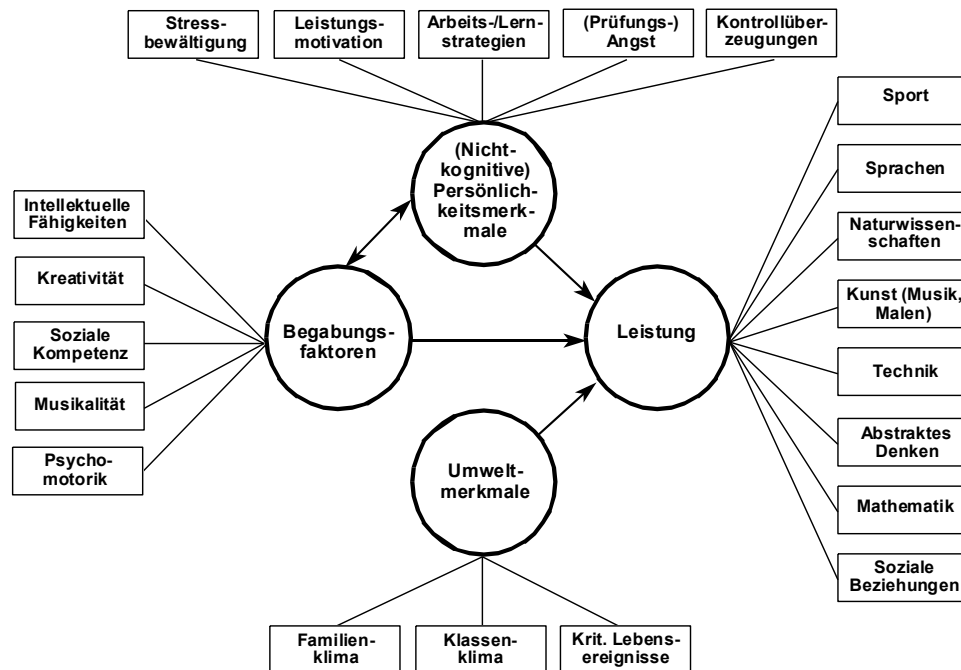 Stress-
bewältigung
Leistungs-
motivation
Arbeits-/Lern-
strategien
(Prüfungs-)
Angst
Kontrollüber-
zeugungen
(Nicht-
kognitive)
Persönlich-
keitsmerk-
male
Intellektuelle
Fähigkeiten
Kreativität
Soziale
Kompetenz
Musikalität
Psycho-
motorik
Begabungs-
faktoren
Leistung
Umwelt-
merkmale
Sport
Sprachen
Naturwissen-
schaften
Kunst (Musik,
Malen)
Technik
Abstraktes
Denken
Mathematik
Soziale
Beziehungen
Familien-
klima
Klassen-
klima
Krit. Lebens-
ereignisse